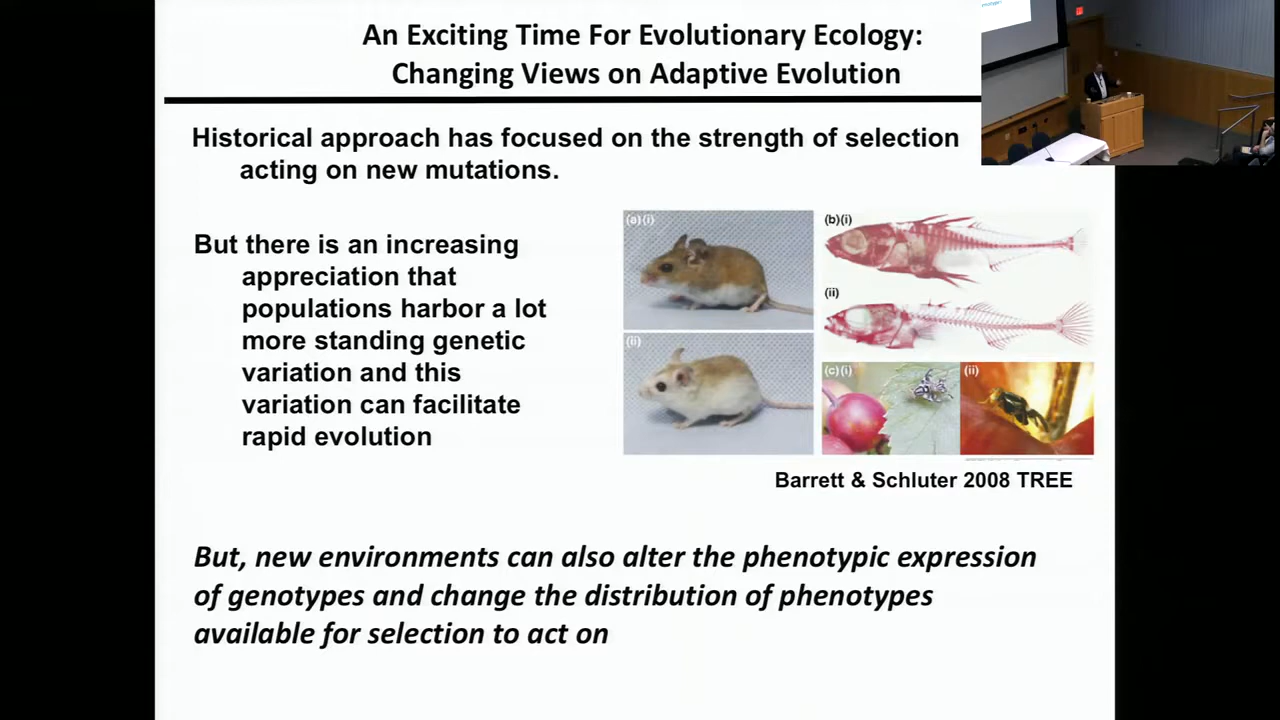 An Exciting Time For Evolutionary Ecology:
Changing Views on Adaptive Evolution
Historical approach has focused on the strength of selection
acting on new mutations.
But there is an increasing
appreciation that
populations harbor a lot
more standing genetic
variation and this
variation can facilitate
rapid evolution
(a)(i)
(b)(i)
(ii)
(ii)
(c)(i)
(ii)
Barrett & Schluter 2008 TREE
But, new environments can also alter the phenotypic expression
of genotypes and change the distribution of phenotypes
available for selection to act on